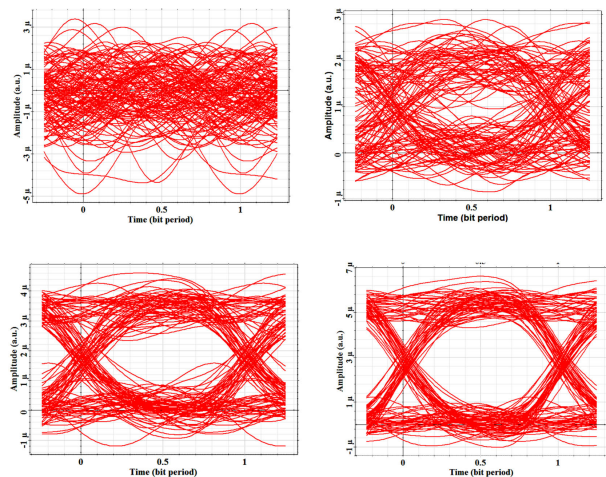 3 μ
1 μ
-1 μ
-3 μ
-5 μ
Amplitude (a.u.)
0 0.5 1
Time (bit period)
3 μ
2 μ
1 μ
0
-1 μ
Amplitude (a.u.)
0 0.5 1
Time (bit period)
4 μ
3 μ
2 μ
1 μ
0
-1 μ
Amplitude (a.u.)
0 0.5 1
Time (bit period)
7 μ
5 μ
3 μ
1 μ
-1 μ
Amplitude (a.u.)
0 0.5 1
Time (bit period)